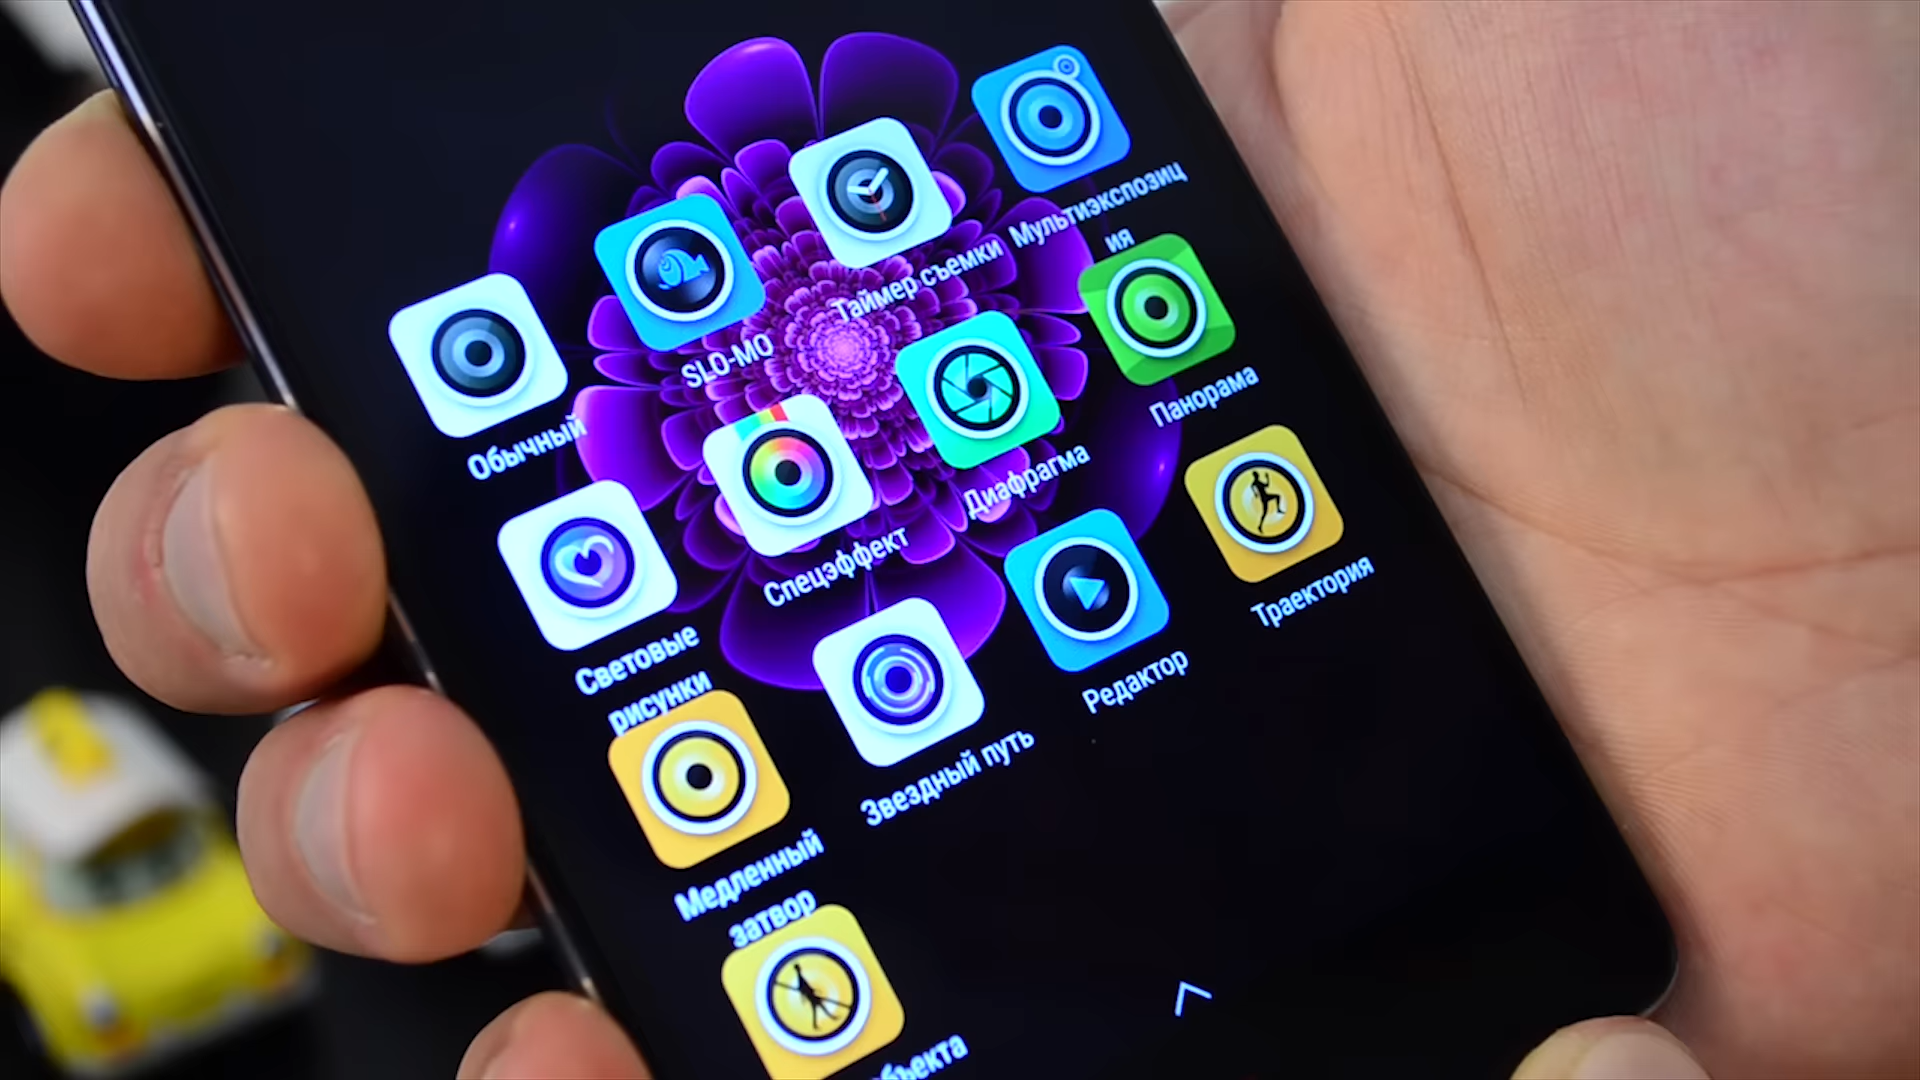 Обычный
SLO-MO
Таймер съемки
Мультиэкспозиц
ия
Световые
рисунки
Спецэффект
Диафрагма
Панорама
Медленный
затвор
Звездный путь
Редактор
Траектория